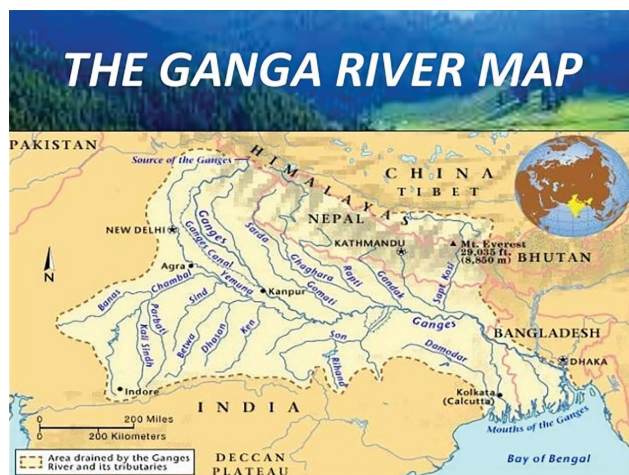 THE GANGA RIVER MAP
PAKISTAN
Source of the Ganges
HIMALAYAS
CHINA
TIBET
NEPAL
NEW DELHI
Ganges
Ganges Canal
Sarda
KATHMANDU
Mt. Everest
29,035 ft.
(8,850 m)
BHUTAN
N
Agra
Yemuna
Ghaghara
Gomati
Rapti
Gandak
Sapt Kosi
Banas
Chambal
Sind
Kanpur
Parbati
Kali Sindh
Betwa
Dhasan
Ken
Son
Rihand
Ganges
BANGLADESH
Damodar
DHAKA
Indore
Kolkata
(Calcutta)
INDIA
Mouths of the Ganges
0 200 Miles
0 200 Kilometers
Area drained by the Ganges
River and its tributaries
DECCAN
PLATEAU
Bay of Bengal